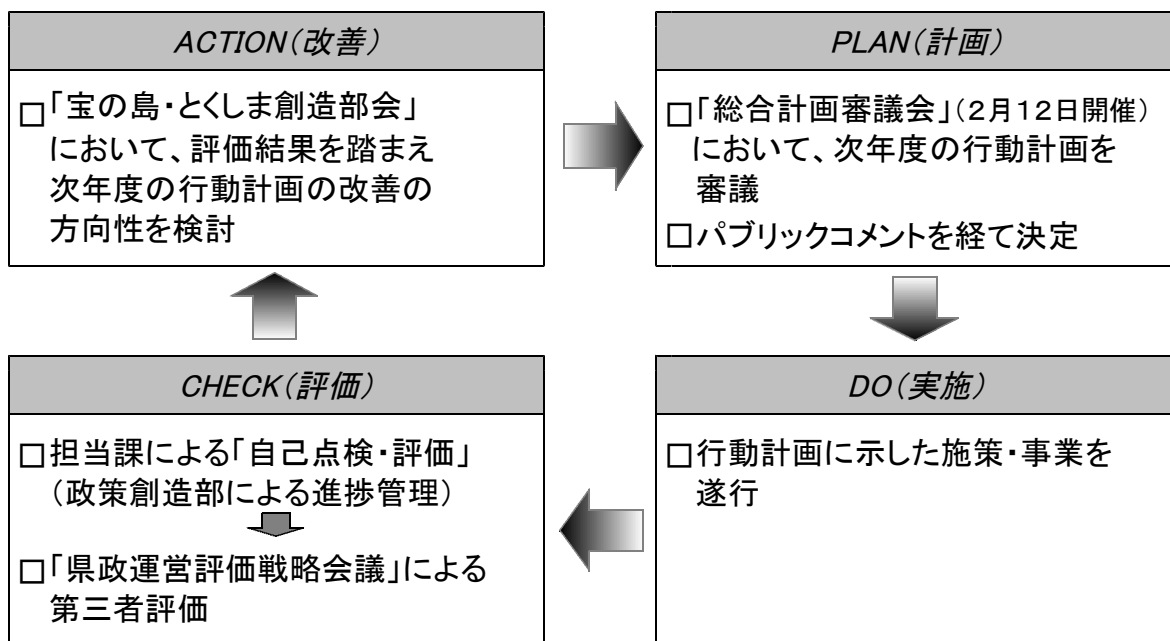 ACTION(改善)
□「宝の島・とくしま創造部会」
において、評価結果を踏まえ
次年度の行動計画の改善の
方向性を検討
PLAN(計画)
□「総合計画審議会」(2月12日開催)
において、次年度の行動計画を
審議
□パブリックコメントを経て決定
CHECK(評価)
□担当課による「自己点検・評価」
(政策創造部による進捗管理)
□「県政運営評価戦略会議」による
第三者評価
DO(実施)
□行動計画に示した施策・事業を
遂行